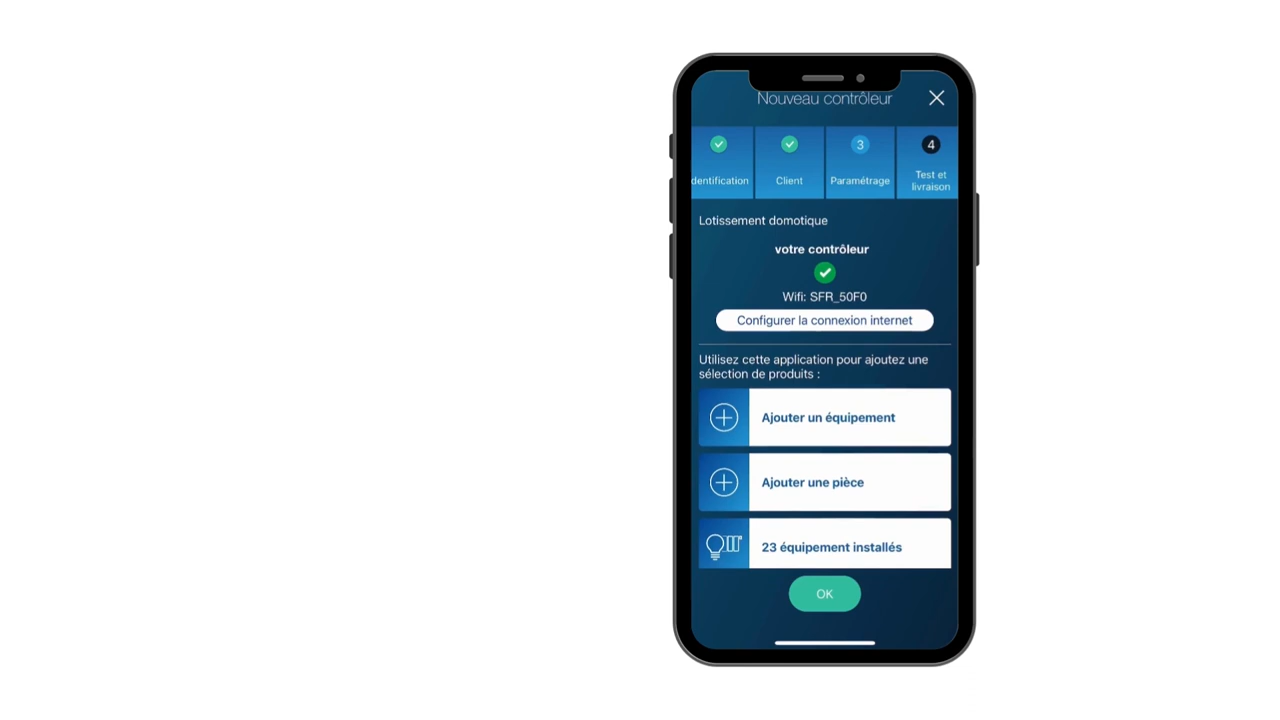 Nouveau contrôleur
3
4
dentification
Client
Paramétrage
Test et
livraison
Lotissement domotique
votre contrôleur
Wifi: SFR_50F0
Configurer la connexion internet
Utilisez cette application pour ajoutez une
sélection de produits :
Ajouter un équipement
Ajouter une pièce
23 équipement installés
OK